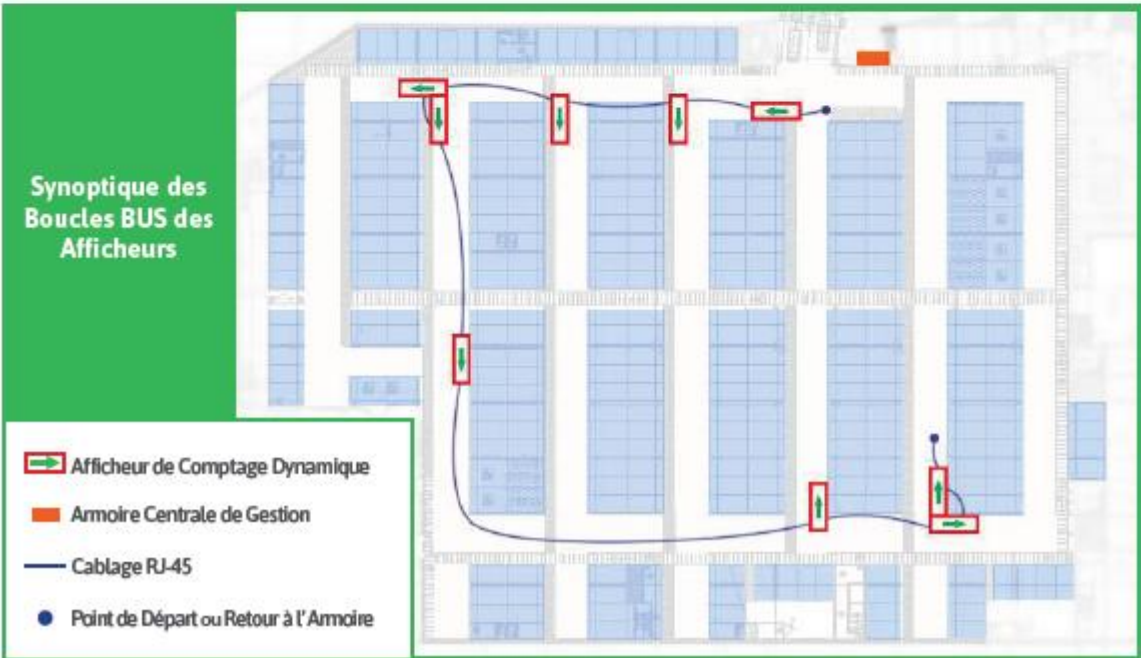 Synoptique des
Boucles BUS des
Afficheurs
Afficheur de Comptage Dynamique
Armoire Centrale de Gestion
Cablage RJ-45
Point de Départ ou Retour à l'Armoire